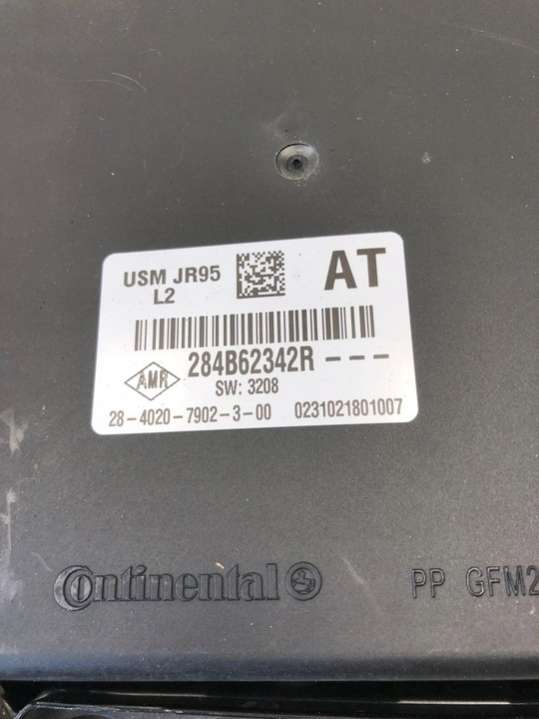 USM JR95 AT
L2
284B62342R---
AMR
SW: 3208
28-4020-7902-3-00 0231021801007
Continental
PP GFM2